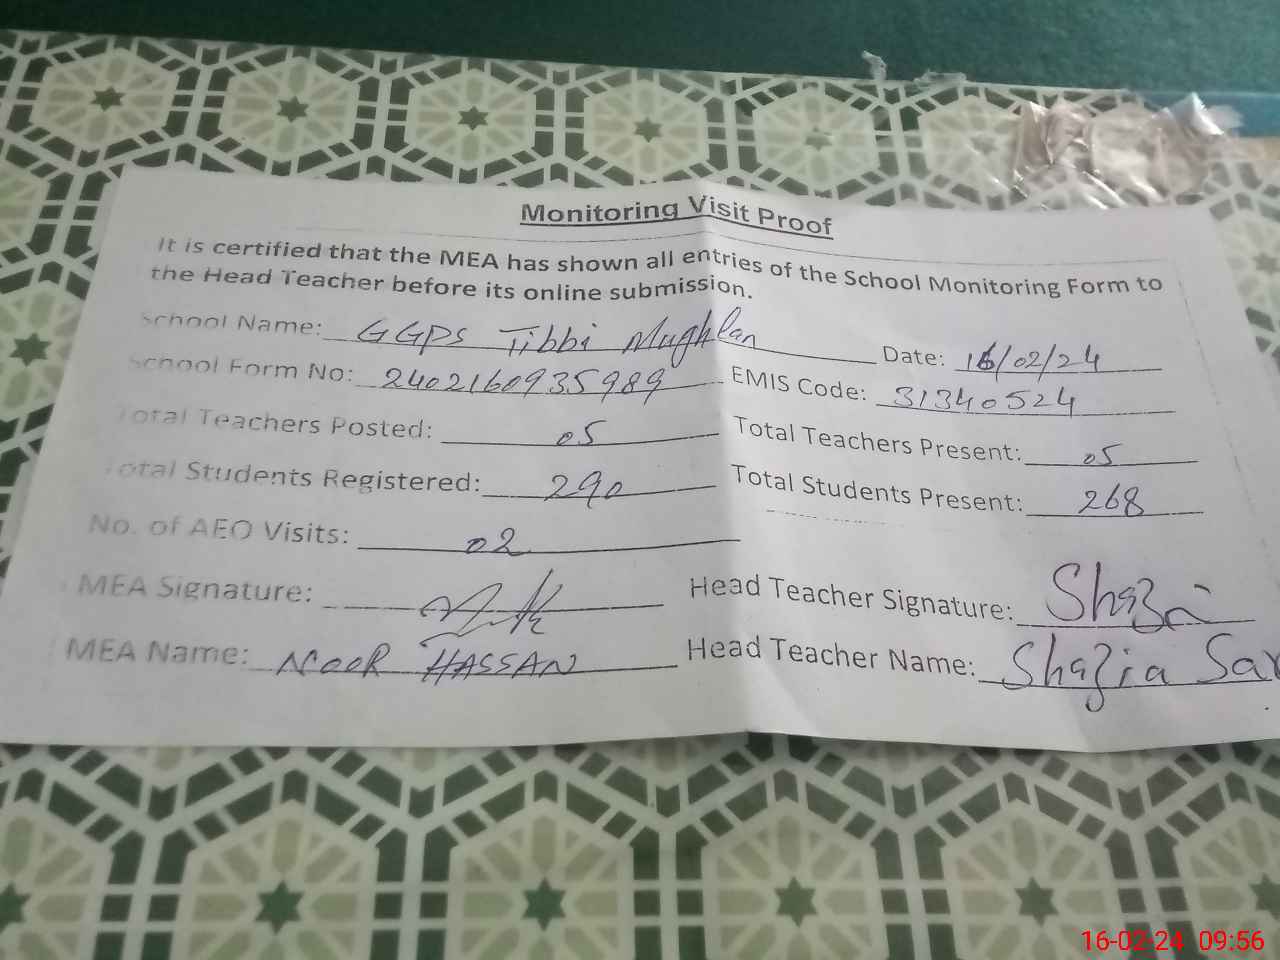 Monitoring Visit Proof
It is certified that the MEA has shown all entries of the School Monitoring Form to
the Head Teacher before its online submission.
School Name: GGPS Tibbi Mughlan Date: 16/02/24
School Form No: 2402160935989 EMIS Code: 31340524
Total Teachers Posted: 05 Total Teachers Present: 05
Total Students Registered: 290 Total Students Present: 268
No. of AEO Visits: 02
MEA Signature: Head Teacher Signature: Shazi
MEA Name: NOOR HASSAN Head Teacher Name: Shazia Sar
16-02-24 09:56